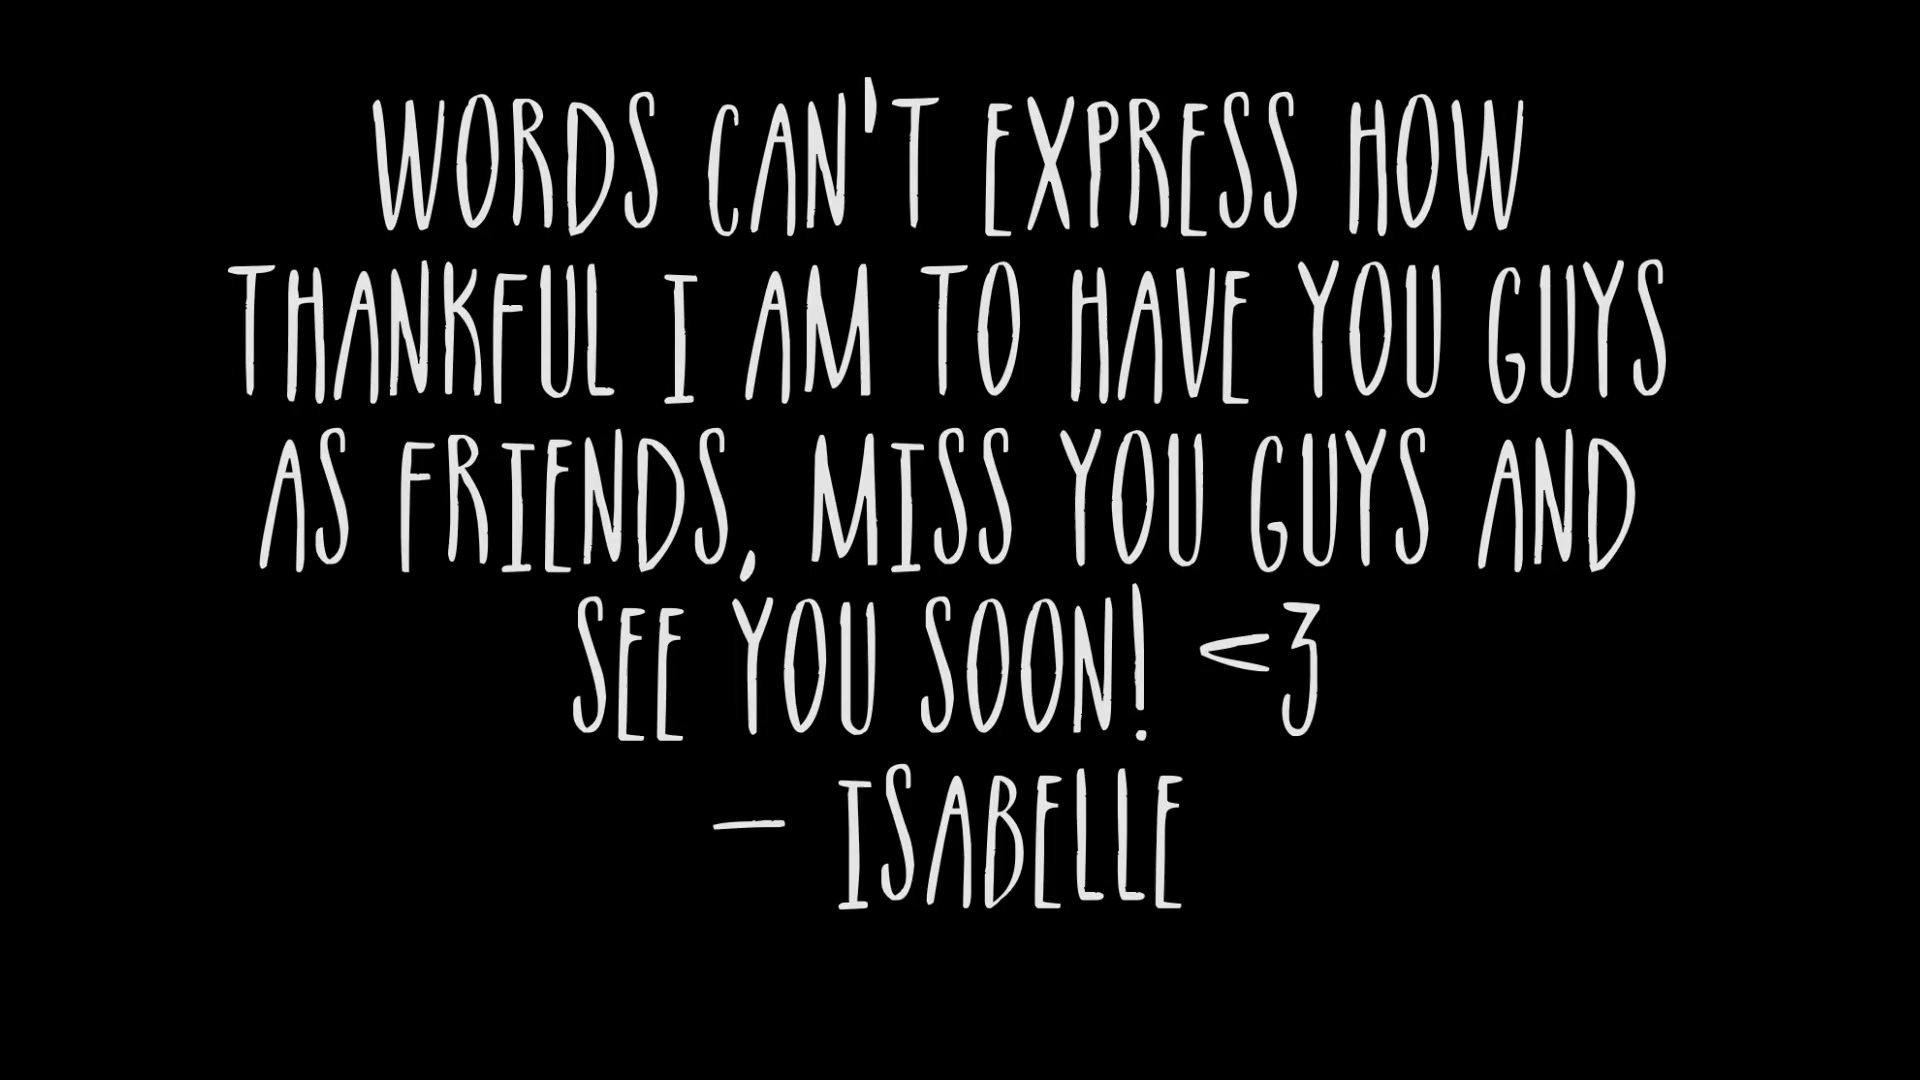 WORDS CAN'T EXPRESS HOW
THANKFUL I AM TO HAVE YOU GUYS
AS FRIENDS, MISS YOU GUYS AND
SEE YOU SOON! <3
– ISABELLE